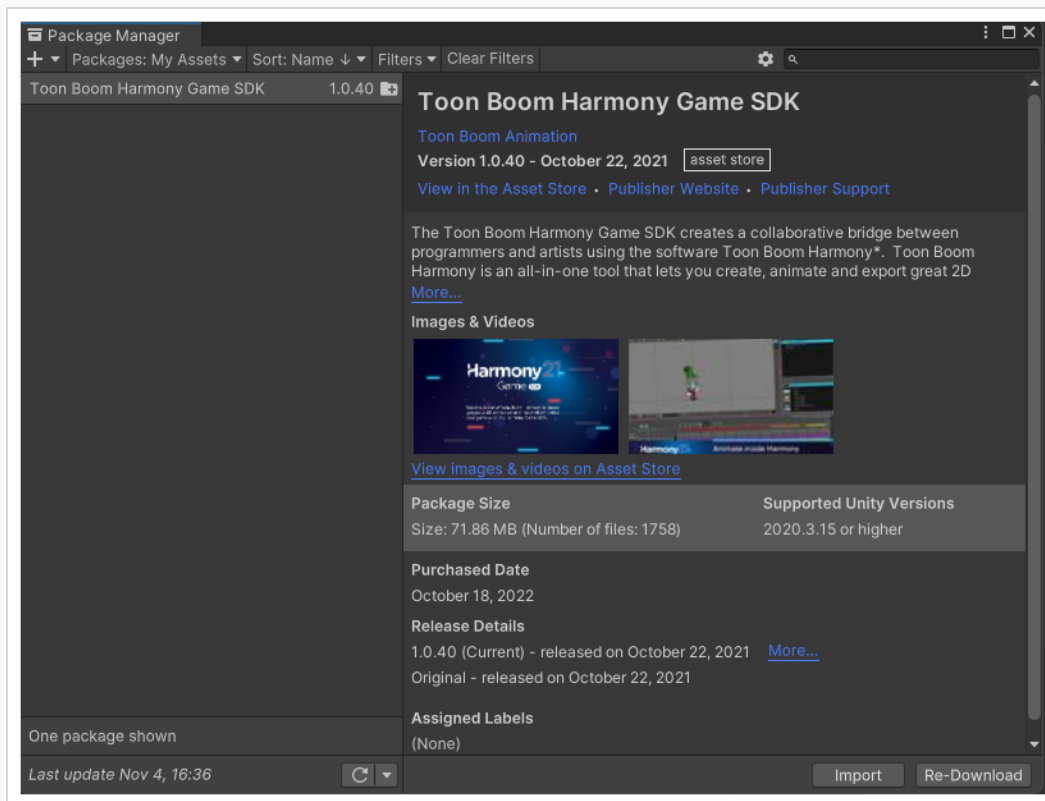 Package Manager
Packages: My Assets Sort: Name ↓ Filters Clear Filters
Toon Boom Harmony Game SDK 1.0.40
Toon Boom Harmony Game SDK
Toon Boom Animation
Version 1.0.40 - October 22, 2021 asset store
View in the Asset Store • Publisher Website • Publisher Support
The Toon Boom Harmony Game SDK creates a collaborative bridge between
programmers and artists using the software Toon Boom Harmony*. Toon Boom
Harmony is an all-in-one tool that lets you create, animate and export great 2D
More...
Images & Videos
Harmony 21
Game
Harmony Animate inside Harmony
View images & videos on Asset Store
Package Size Supported Unity Versions
Size: 71.86 MB (Number of files: 1758) 2020.3.15 or higher
Purchased Date
October 18, 2022
Release Details
1.0.40 (Current) - released on October 22, 2021 More...
Original - released on October 22, 2021
Assigned Labels
(None)
One package shown
Last update Nov 4, 16:36
Import Re-Download